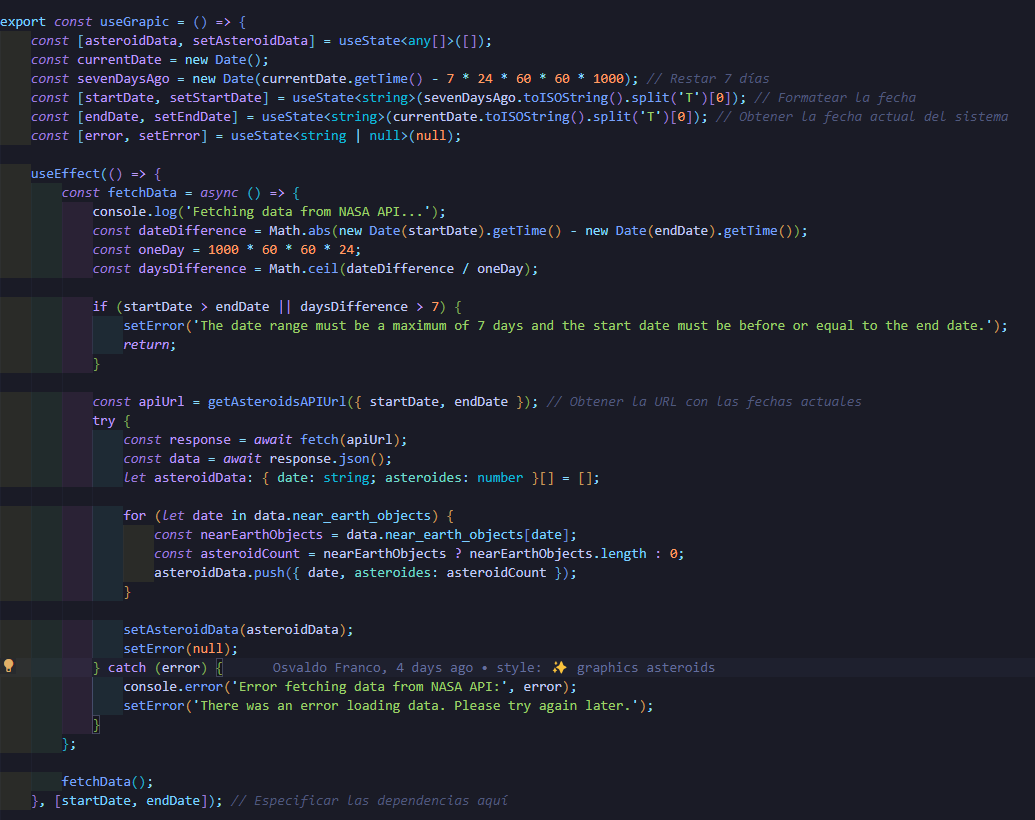 export const useGrapic = () => {
const [asteroidData, setAsteroidData] = useState<any[]>([]);
const currentDate = new Date();
const sevenDaysAgo = new Date(currentDate.getTime() - 7 * 24 * 60 * 60 * 1000); // Restar 7 días
const [startDate, setStartDate] = useState<string>(sevenDaysAgo.toISOString().split('T')[0]); // Formatear la fecha
const [endDate, setEndDate] = useState<string>(currentDate.toISOString().split('T')[0]); // Obtener la fecha actual del sistema
const [error, setError] = useState<string | null>(null);
useEffect(() => {
const fetchData = async () => {
console.log('Fetching data from NASA API...');
const dateDifference = Math.abs(new Date(startDate).getTime() - new Date(endDate).getTime());
const oneDay = 1000 * 60 * 60 * 24;
const daysDifference = Math.ceil(dateDifference / oneDay);
if (startDate > endDate || daysDifference > 7) {
setError('The date range must be a maximum of 7 days and the start date must be before or equal to the end date.');
return;
}
const apiUrl = getAsteroidsAPIUrl({ startDate, endDate }); // Obtener la URL con las fechas actuales
try {
const response = await fetch(apiUrl);
const data = await response.json();
let asteroidData: { date: string; asteroides: number }[] = [];
for (let date in data.near_earth_objects) {
const nearEarthObjects = data.near_earth_objects[date];
const asteroidCount = nearEarthObjects ? nearEarthObjects.length : 0;
asteroidData.push({ date, asteroides: asteroidCount });
}
setAsteroidData(asteroidData);
setError(null);
} catch (error) { Osvaldo Franco, 4 days ago • style: ✨ graphics asteroids
console.error('Error fetching data from NASA API:', error);
setError('There was an error loading data. Please try again later.');
}
};
fetchData();
}, [startDate, endDate]); // Especificar las dependencias aquí